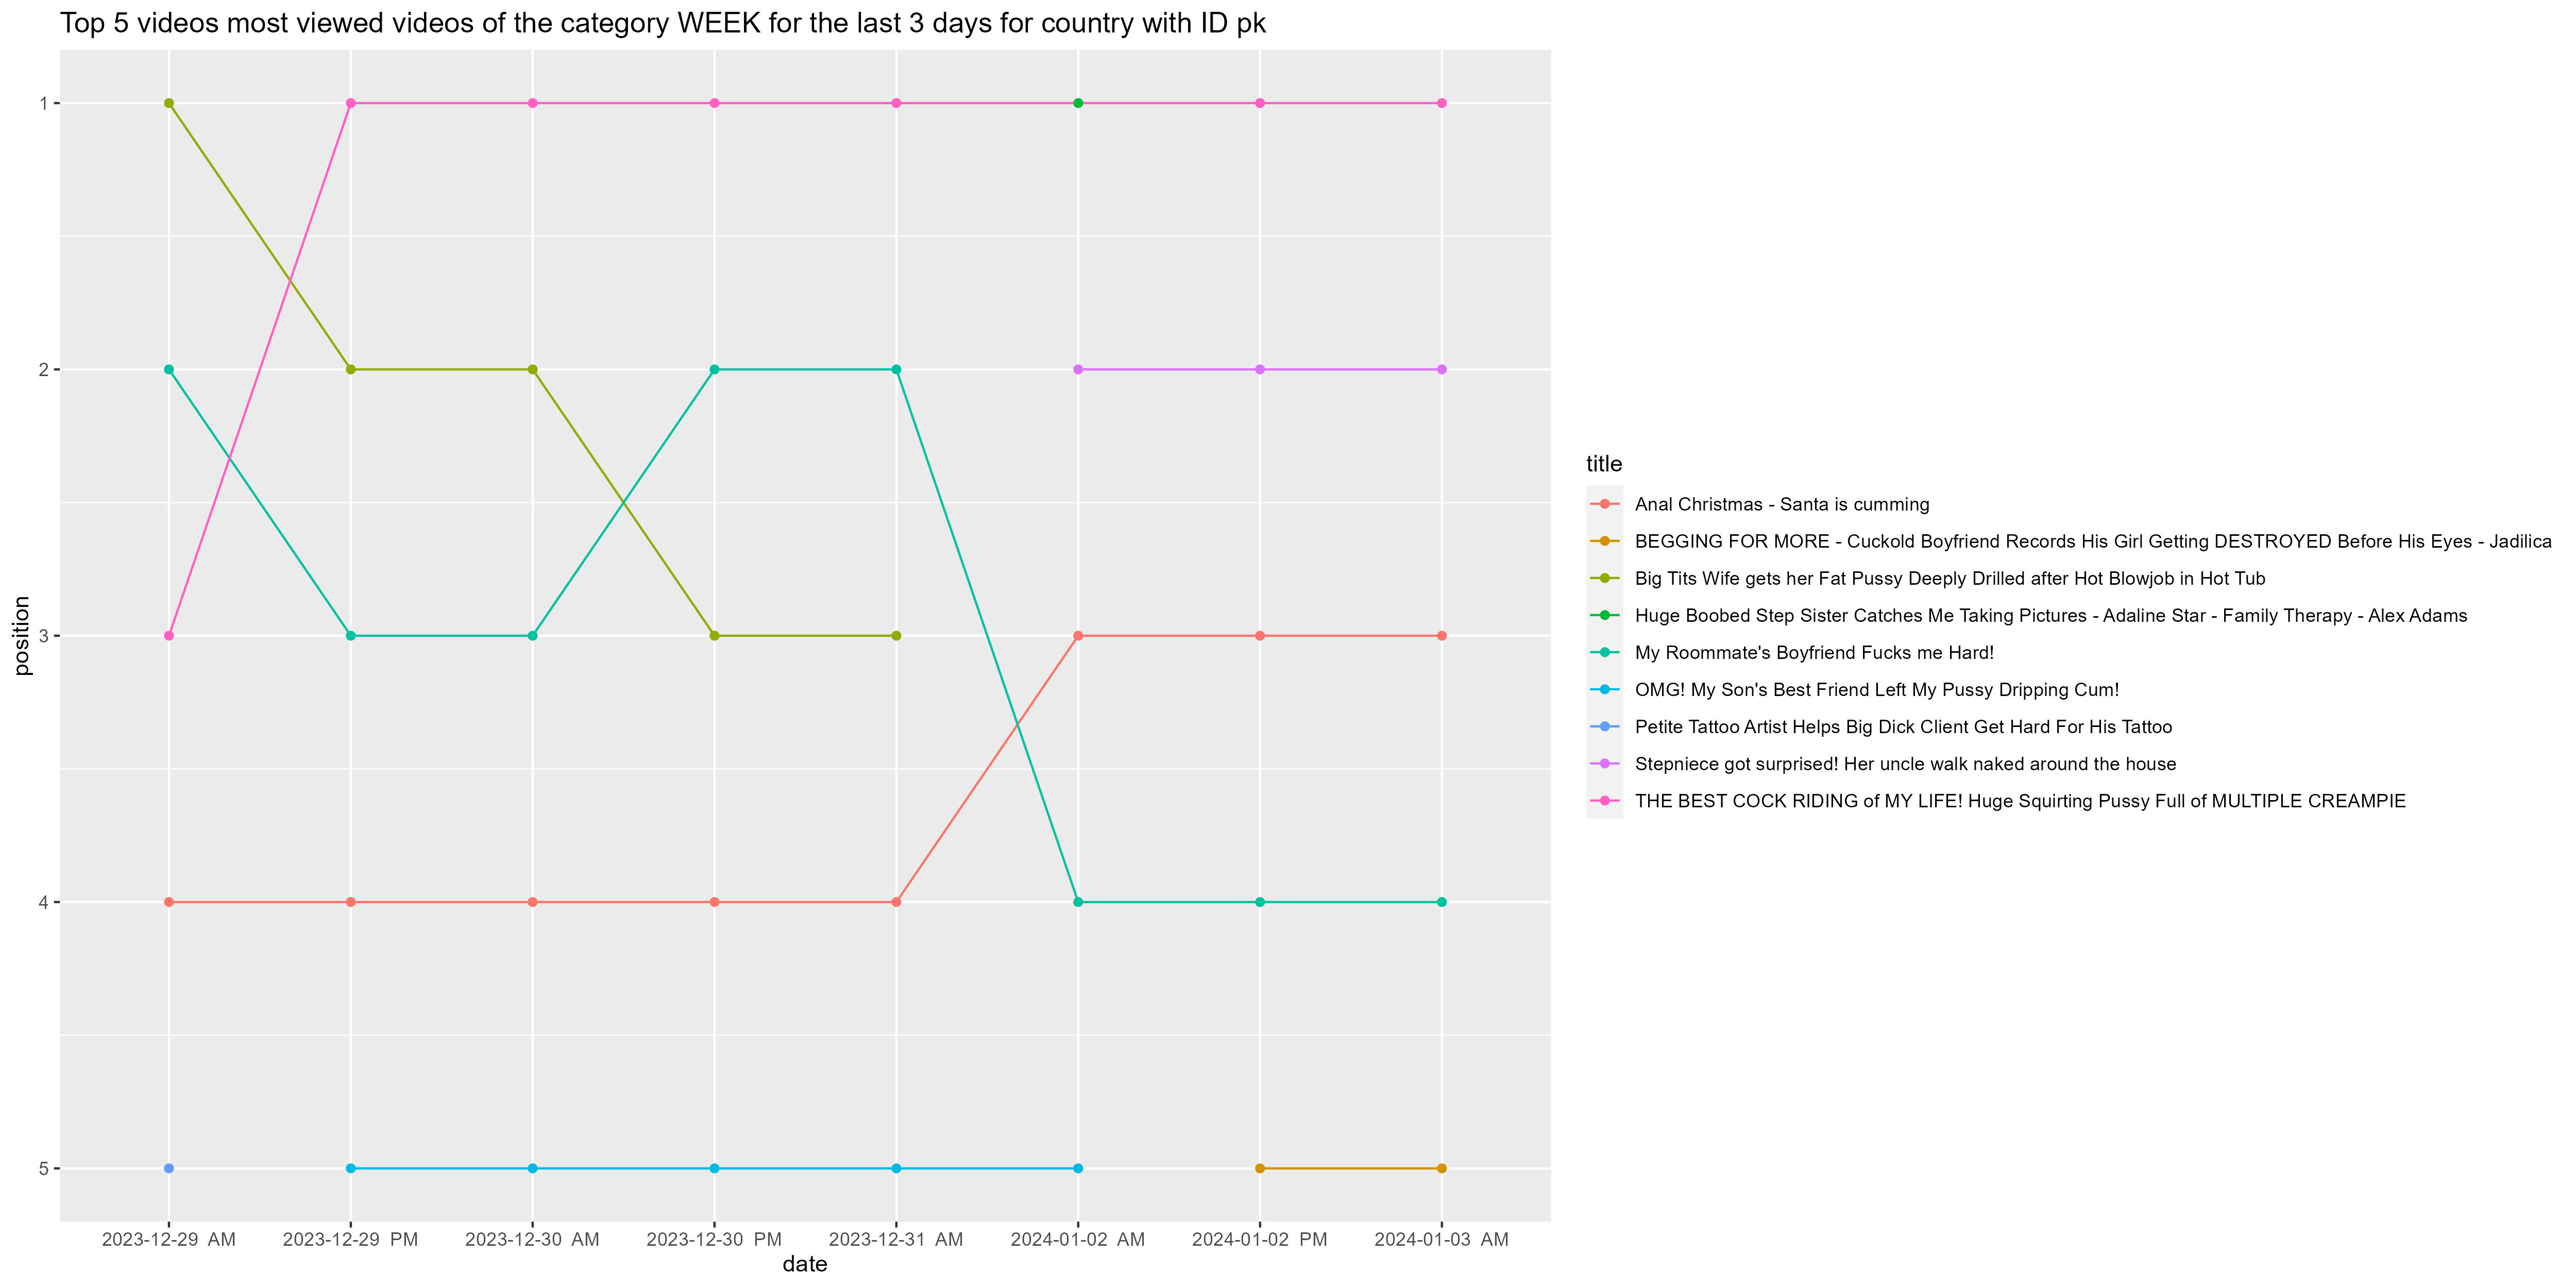 Top 5 videos most viewed videos of the category WEEK for the last 3 days for country with ID pk
1
2
3
4
5
position
2023-12-29 AM
2023-12-29 PM
2023-12-30 AM
2023-12-30 PM
2023-12-31 AM
2024-01-02 AM
2024-01-02 PM
2024-01-03 AM
date
title
Anal Christmas - Santa is cumming
BEGGING FOR MORE - Cuckold Boyfriend Records His Girl Getting DESTROYED Before His Eyes - Jadilica
Big Tits Wife gets her Fat Pussy Deeply Drilled after Hot Blowjob in Hot Tub
Huge Boobed Step Sister Catches Me Taking Pictures - Adaline Star - Family Therapy - Alex Adams
My Roommate's Boyfriend Fucks me Hard!
OMG! My Son's Best Friend Left My Pussy Dripping Cum!
Petite Tattoo Artist Helps Big Dick Client Get Hard For His Tattoo
Stepniece got surprised! Her uncle walk naked around the house
THE BEST COCK RIDING of MY LIFE! Huge Squirting Pussy Full of MULTIPLE CREAMPIE